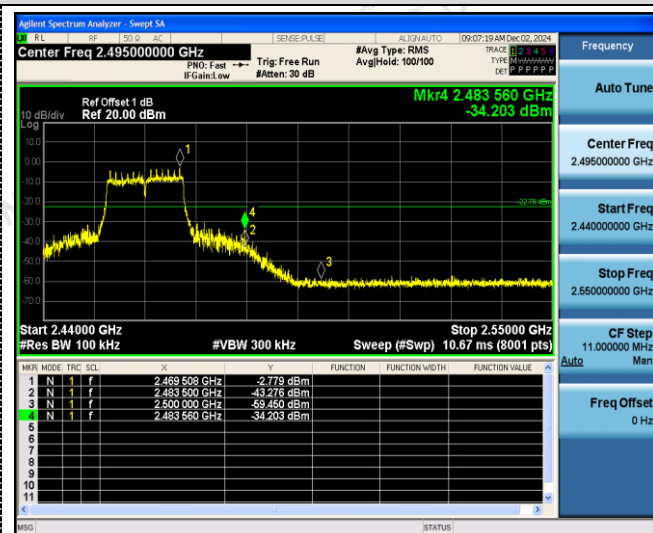 Agilent Spectrum Analyzer - Swept SA
RL RF 50 Ω AC SENSE:PULSE ALIGN AUTO 09:07:19 AM Dec 02, 2024
Center Freq 2.495000000 GHz #Avg Type: RMS TRACE 1 2 3 4 5 6
PNO: Fast Trig: Free Run Avg|Hold: 100/100 TYPE M
IFGain:Low #Atten: 30 dB DET P P P P P P
Mkr4 2.483 560 GHz
-34.203 dBm
Ref Offset 1 dB
10 dB/div Ref 20.00 dBm
Log
10.0
0.00
-10.0
-20.0
-30.0
-40.0
-50.0
-60.0
-70.0
1
-22.78 dBm
4
2
3
Start 2.44000 GHz Stop 2.55000 GHz
#Res BW 100 kHz #VBW 300 kHz Sweep (#Swp) 10.67 ms (8001 pts)
MKR MODE TRC SCL X Y FUNCTION FUNCTION WIDTH FUNCTION VALUE
1 N 1 f 2.469 508 GHz -2.779 dBm
2 N 1 f 2.483 500 GHz -43.276 dBm
3 N 1 f 2.500 000 GHz -59.450 dBm
4 N 1 f 2.483 560 GHz -34.203 dBm
5
6
7
8
9
10
11
MSG STATUS
Frequency
Auto Tune
Center Freq
2.495000000 GHz
Start Freq
2.440000000 GHz
Stop Freq
2.550000000 GHz
CF Step
11.000000 MHz
Auto Man
Freq Offset
0 Hz